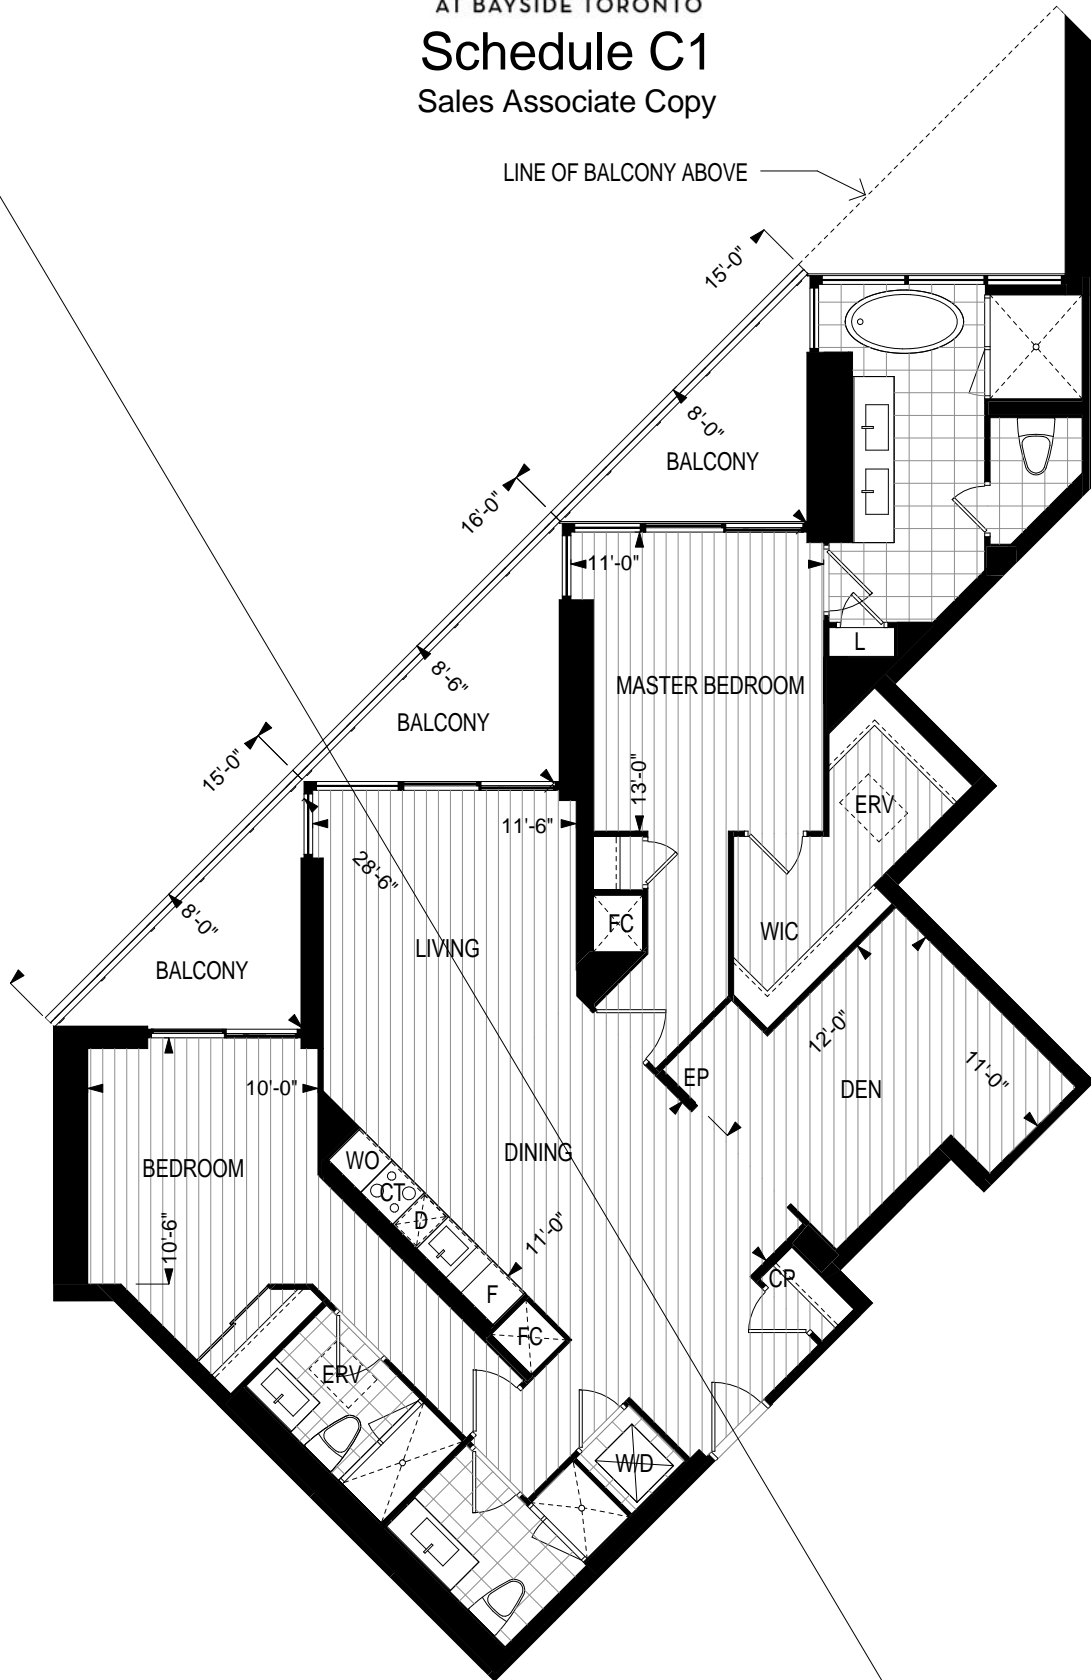 AT BAYSIDE TORONTO
Schedule C1
Sales Associate Copy
LINE OF BALCONY ABOVE
15'-0"
8'-0"
BALCONY
16'-0"
11'-0"
8'-6"
BALCONY
L
MASTER BEDROOM
15'-0"
13'-0"
ERV
11'-6"
28'-6"
8'-0"
FC
WIC
LIVING
BALCONY
12'-0"
11'-0"
10'-0"
EP
DEN
DINING
BEDROOM
WO
CT
D
10'-6"
11'-0"
CP
F
FC
ERV
W/D